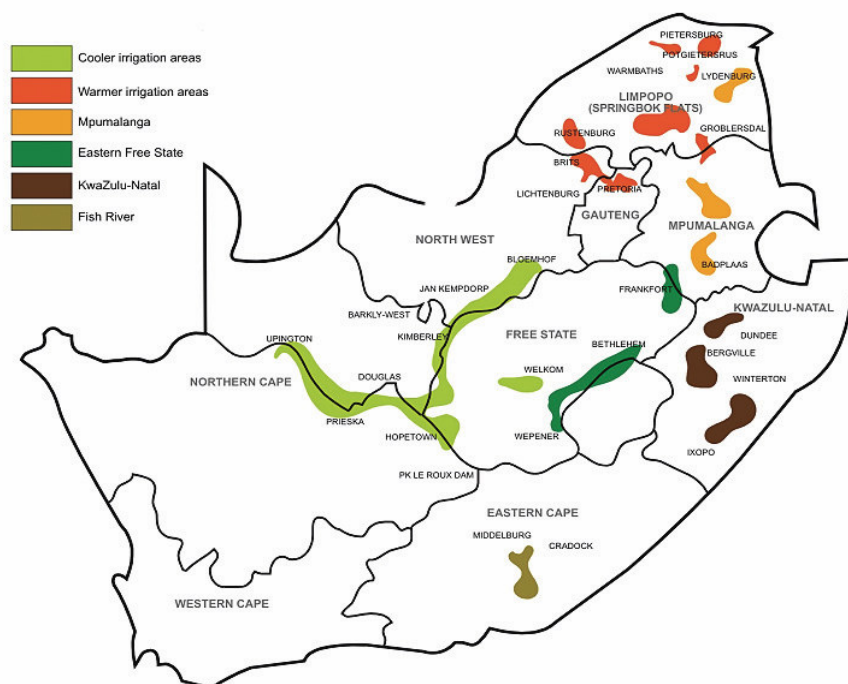 Cooler irrigation areas
Warmer irrigation areas
Mpumalanga
Eastern Free State
KwaZulu-Natal
Fish River
PIETERSBURG
POTGIETERSRUS
WARMBATHS
LYDENBURG
LIMPOPO
(SPRINGBOK FLATS)
RUSTENBURG
GROBLERSDAL
BRITS
LICHTENBURG
PRETORIA
GAUTENG
MPUMALANGA
NORTH WEST
BLOEMHOF
BADPLAAS
JAN KEMPDORP
FRANKFORT
BARKLY-WEST
KWAZULU-NATAL
KIMBERLEY
FREE STATE
DUNDEE
UPINGTON
BETHLEHEM
BERGVILLE
DOUGLAS
WELKOM
WINTERTON
NORTHERN CAPE
PRIESKA
HOPETOWN
WEPENER
IXOPO
PK LE ROUX DAM
EASTERN CAPE
MIDDELBURG
CRADOCK
WESTERN CAPE